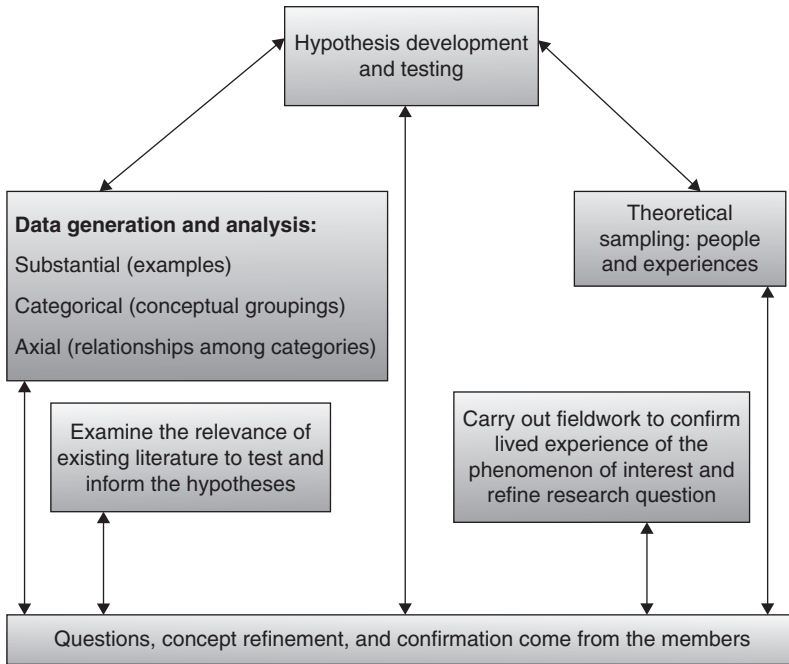 Hypothesis development
and testing
Data generation and analysis:
Substantial (examples)
Categorical (conceptual groupings)
Axial (relationships among categories)
Theoretical
sampling: people
and experiences
Examine the relevance of
existing literature to test and
inform the hypotheses
Carry out fieldwork to confirm
lived experience of the
phenomenon of interest and
refine research question
Questions, concept refinement, and confirmation come from the members